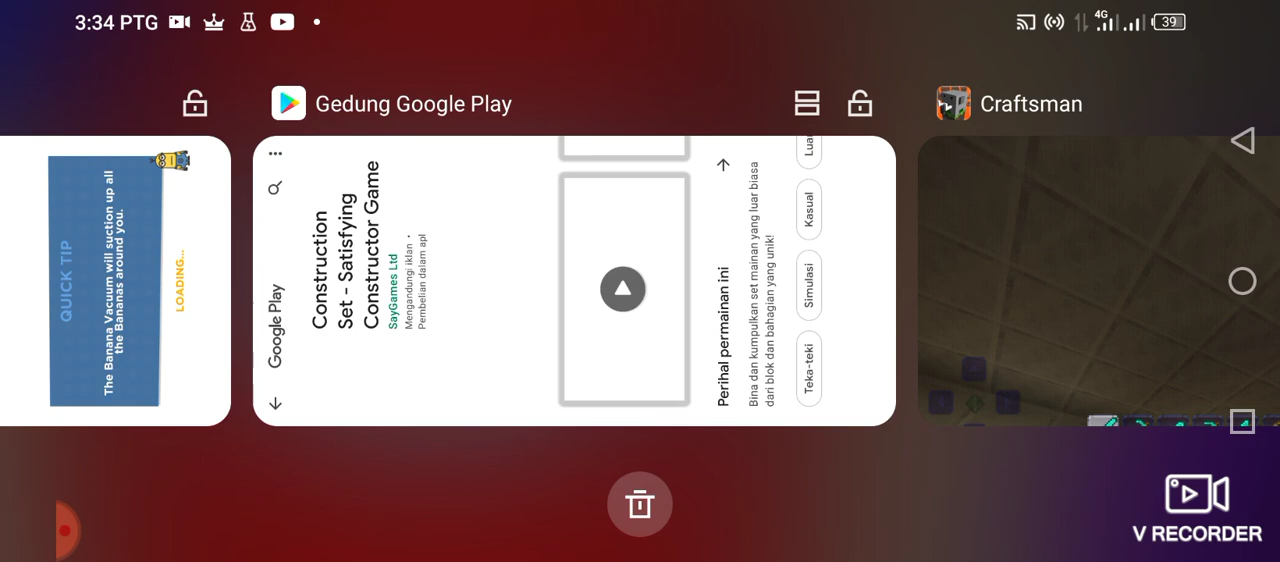 3:34 PTG
4G
39
Gedung Google Play
Craftsman
QUICK TIP
The Banana Vacuum will suction up all
the Bananas around you.
LOADING...
Google Play
Construction
Set - Satisfying
Constructor Game
SayGames Ltd
Mengandungi iklan •
Pembelian dalam apl
Perihal permainan ini
Bina dan kumpulkan set mainan yang luar biasa
dari blok dan bahagian yang unik!
Teka-teki
Simulasi
Kasual
Lua
V RECORDER